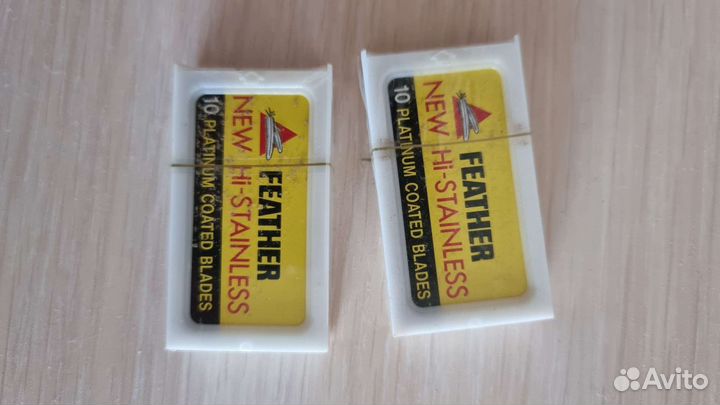 FEATHER
NEW Hi-STAINLESS
10 PLATINUM COATED BLADES
FEATHER
NEW Hi-STAINLESS
10 PLATINUM COATED BLADES
Avito